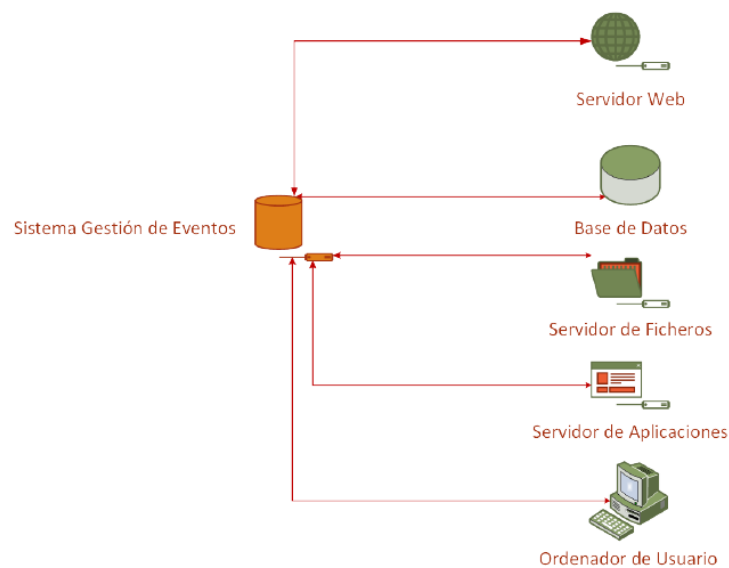 Servidor Web
Sistema Gestión de Eventos
Base de Datos
Servidor de Ficheros
Servidor de Aplicaciones
Ordenador de Usuario